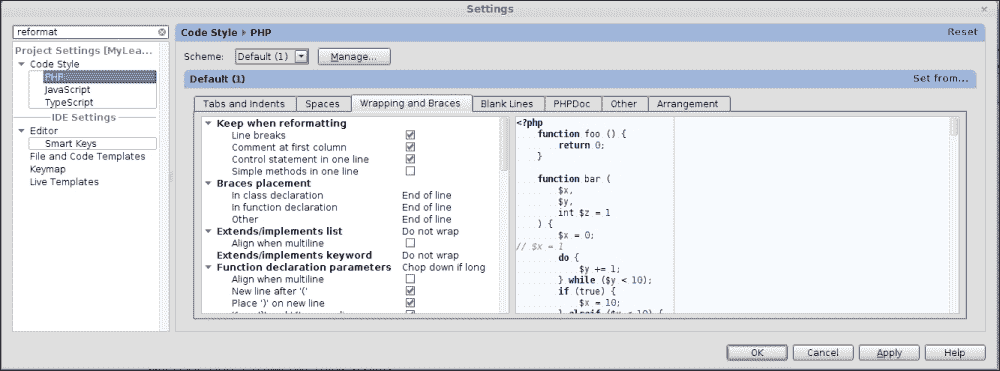 Settings
reformat
Project Settings [MyLea...
Code Style
PHP
JavaScript
TypeScript
IDE Settings
Editor
Smart Keys
File and Code Templates
Keymap
Live Templates
Code Style ▸ PHP
Reset
Scheme: Default (1) Manage...
Default (1)
Set from...
Tabs and Indents Spaces Wrapping and Braces Blank Lines PHPDoc Other Arrangement
Keep when reformatting
Line breaks
Comment at first column
Control statement in one line
Simple methods in one line
Braces placement
In class declaration End of line
In function declaration End of line
Other End of line
Extends/implements list Do not wrap
Align when multiline
Extends/implements keyword Do not wrap
Function declaration parameters Chop down if long
Align when multiline
New line after '('
Place ')' on new line
<?php
function foo () {
return 0;
}
function bar (
$x,
$y,
int $z = 1
) {
$x = 0;
// $x = 1
do {
$y += 1;
} while ($y < 10);
if (true) {
$x = 10;
} elseif ($x < 10) {
OK Cancel Apply Help